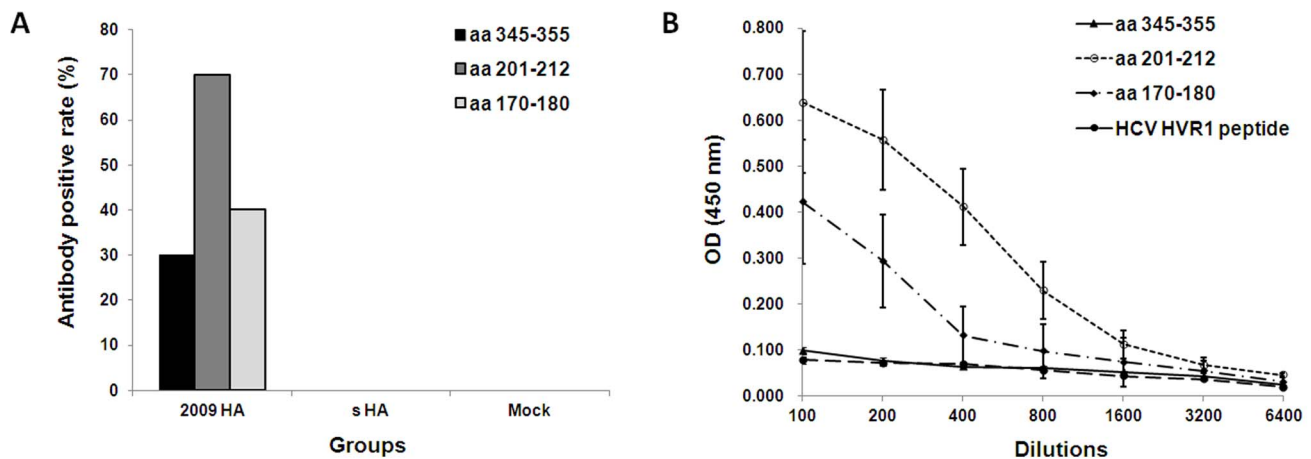 A
Antibody positive rate (%)
80
70
60
50
40
30
20
10
0
aa 345-355
aa 201-212
aa 170-180
2009 HA
s HA
Mock
Groups
B
OD (450 nm)
0.800
0.700
0.600
0.500
0.400
0.300
0.200
0.100
0.000
aa 345-355
aa 201-212
aa 170-180
HCV HVR1 peptide
100
200
400
800
1600
3200
6400
Dilutions